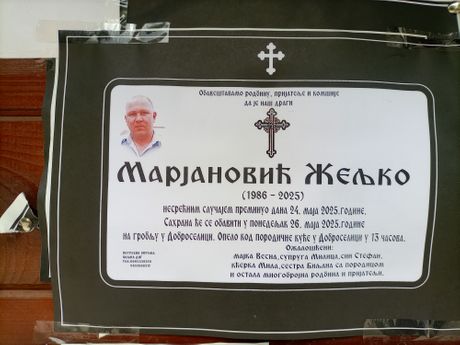 Обавештавамо родбину, пријатеље и комшије
да је наш драги
Марјановић Жељко
(1986 - 2025)
несрећним случајем преминуо дана 24. маја 2025.године.
Сахрана ће се обавити у понедељак 26. маја 2025.године
на гробљу у Доброселици. Опело код породичне куће у Доброселици у 13 часова.
Ожалошћени:
мајка Весна, супруга Милица, син Стефан,
кћерка Мила, сестра Биљана са породицом
и остала многобројна родбина и пријатељи.